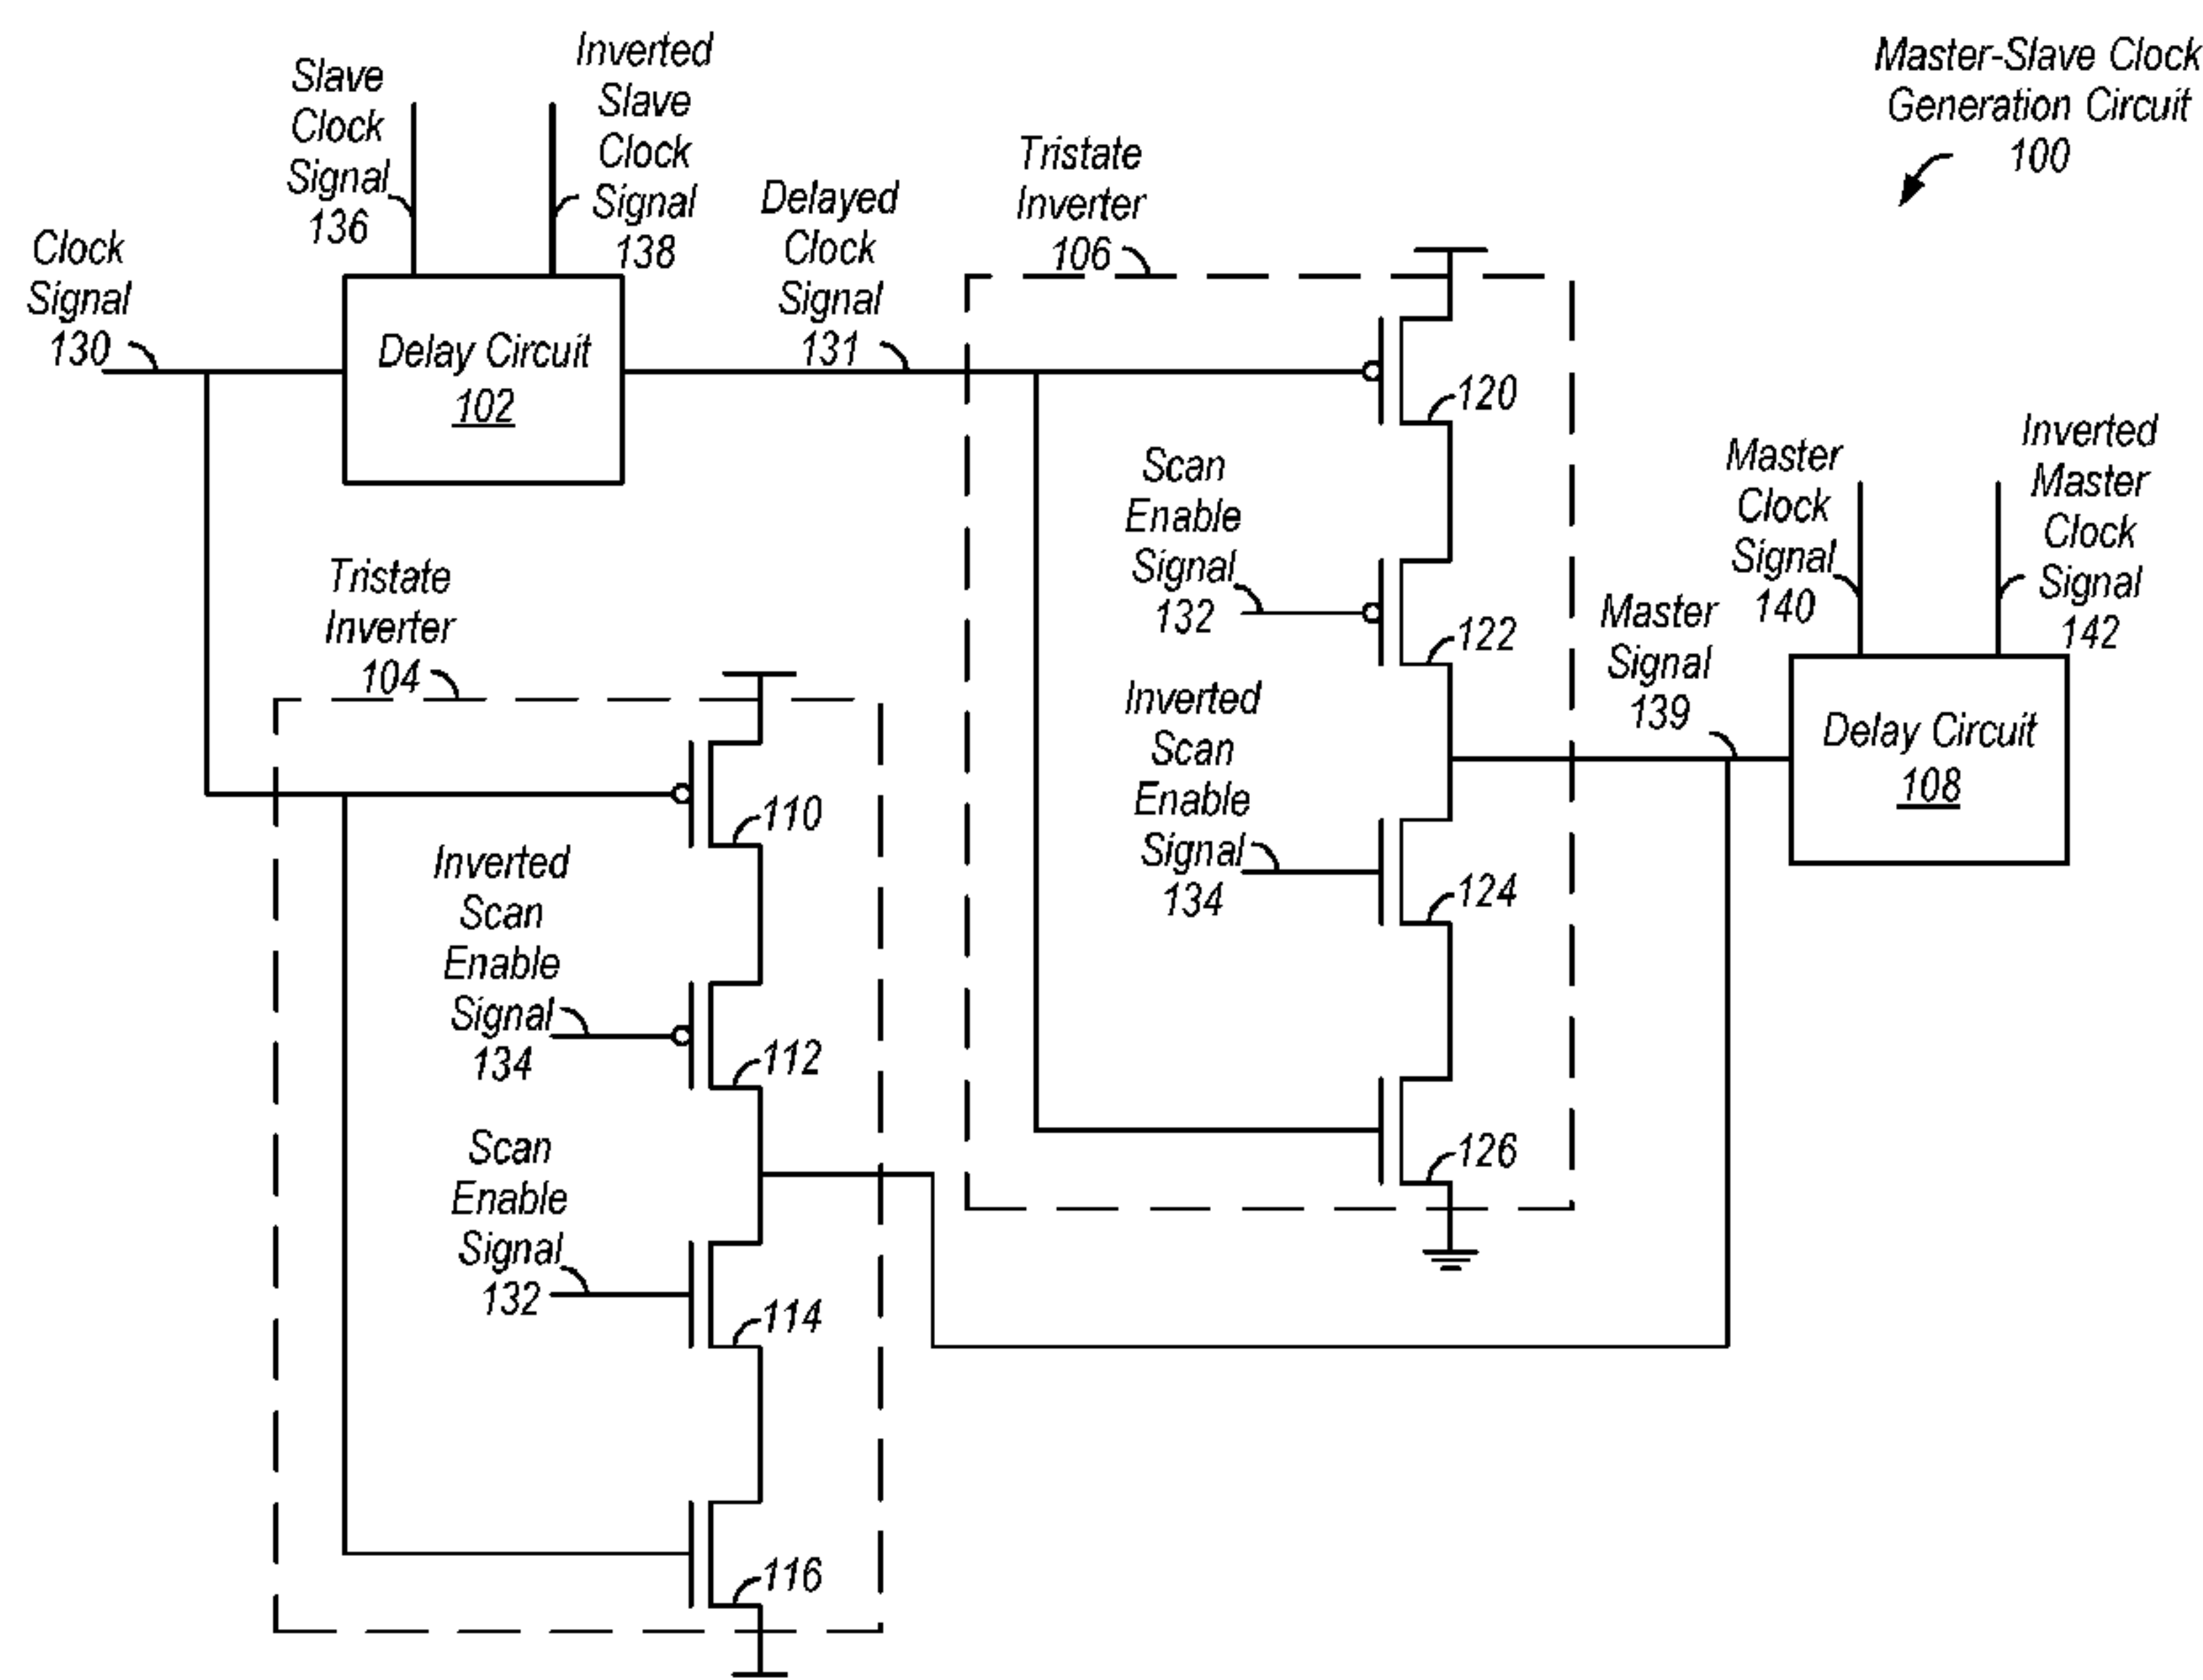 Master-Slave Clock
Generation Circuit
100
Slave
Clock
Signal
136
Inverted
Slave
Clock
Signal
138
Clock
Signal
130
Delay Circuit
102
Delayed
Clock
Signal
131
Tristate
Inverter
106
120
Scan
Enable
Signal
132
122
Inverted
Scan
Enable
Signal
134
124
126
Master
Signal
139
Master
Clock
Signal
140
Inverted
Master
Clock
Signal
142
Delay Circuit
108
Tristate
Inverter
104
110
Inverted
Scan
Enable
Signal
134
112
Scan
Enable
Signal
132
114
116